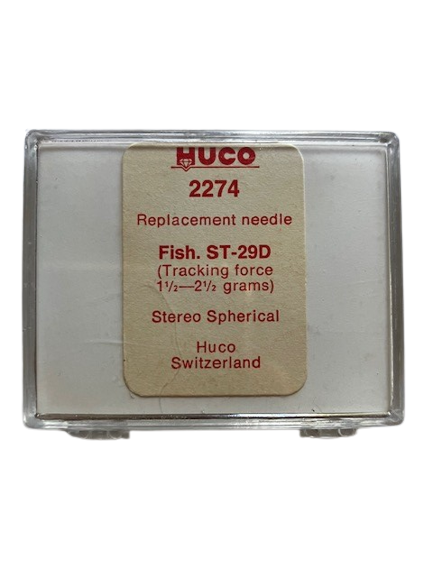 HUCO
2274
Replacement needle
Fish. ST-29D
(Tracking force
1½—2½ grams)
Stereo Spherical
Huco
Switzerland